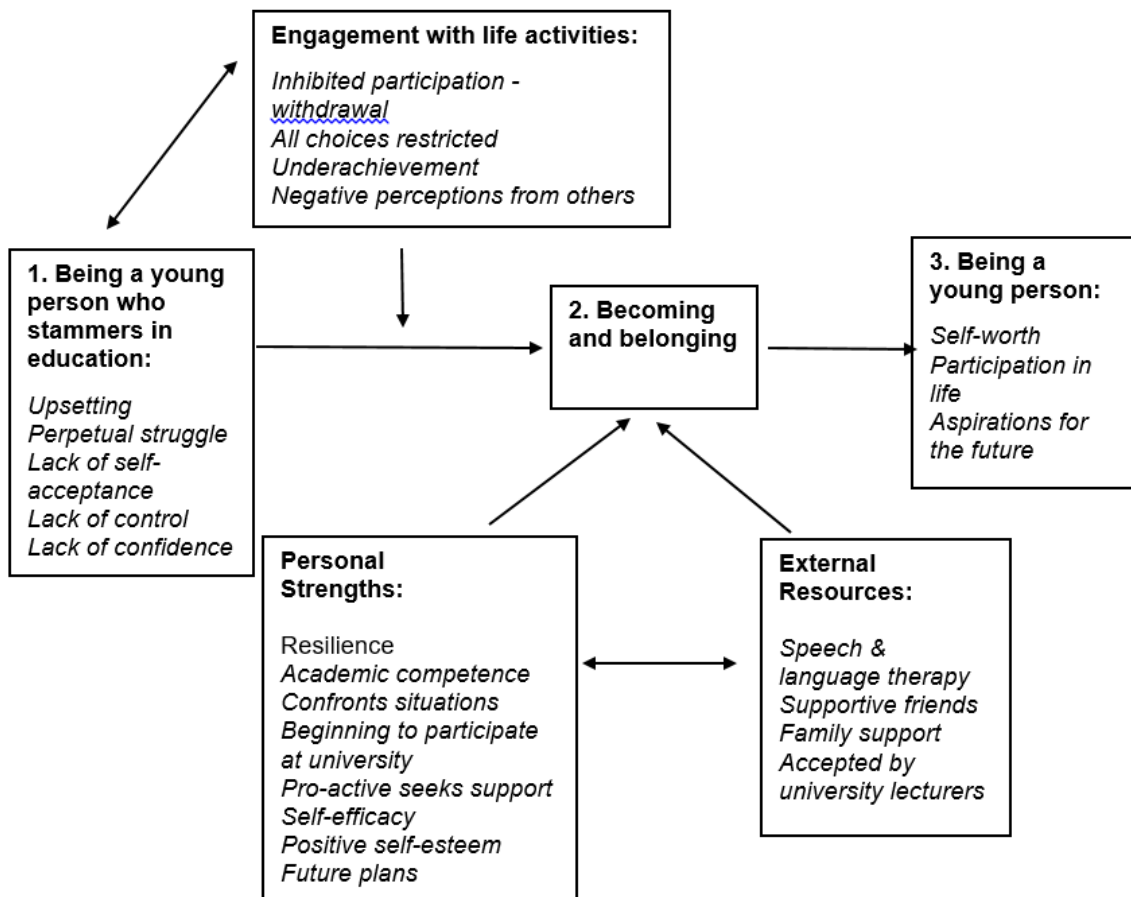 Engagement with life activities:
Inhibited participation -
withdrawal
All choices restricted
Underachievement
Negative perceptions from others
1. Being a young
person who
stammers in
education:
Upsetting
Perpetual struggle
Lack of self-
acceptance
Lack of control
Lack of confidence
2. Becoming
and belonging
3. Being a
young person:
Self-worth
Participation in
life
Aspirations for
the future
Personal
Strengths:
Resilience
Academic competence
Confronts situations
Beginning to participate
at university
Pro-active seeks support
Self-efficacy
Positive self-esteem
Future plans
External
Resources:
Speech &
language therapy
Supportive friends
Family support
Accepted by
university lecturers